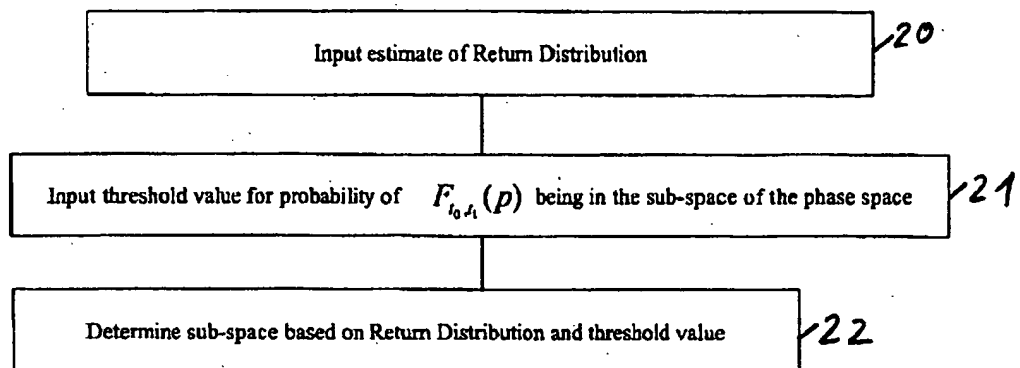 Input estimate of Return Distribution 20
Input threshold value for probability of F_{t_0,t_1}(p) being in the sub-space of the phase space 21
Determine sub-space based on Return Distribution and threshold value 22